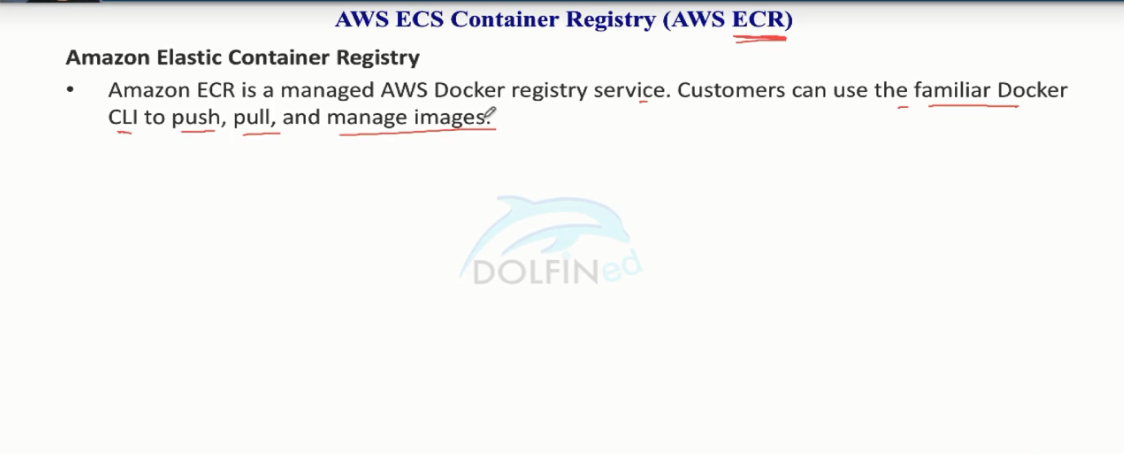 AWS ECS Container Registry (AWS ECR)
Amazon Elastic Container Registry
• Amazon ECR is a managed AWS Docker registry service. Customers can use the familiar Docker
CLI to push, pull, and manage images.
DOLFINed